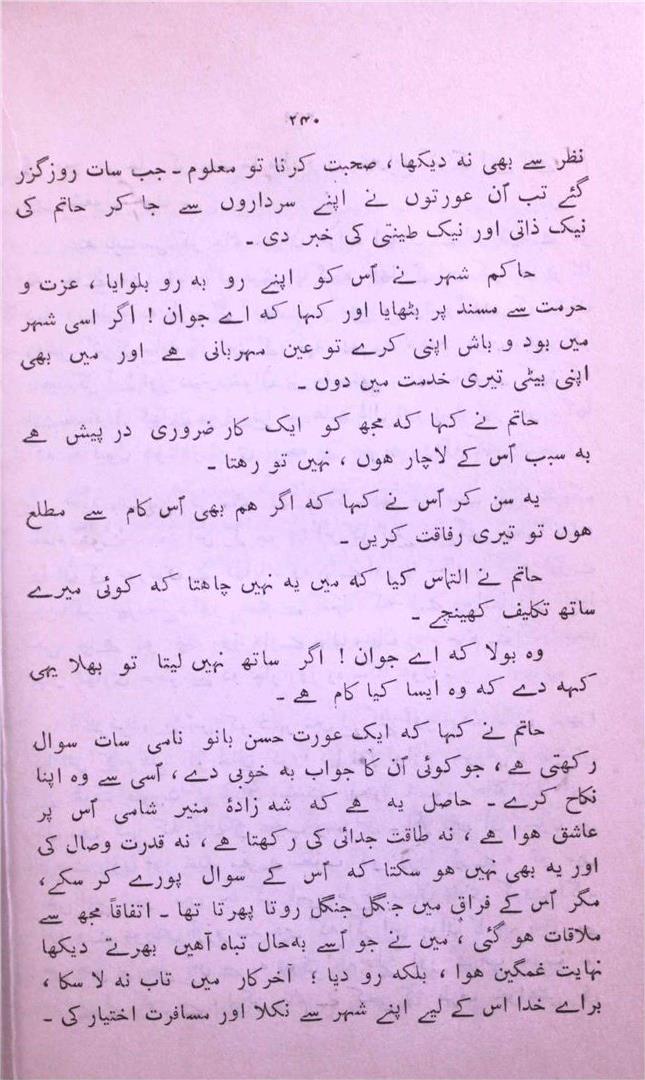 ۲۴۰
نظر سے بھی نہ دیکھا ، صحبت کرنا تو معلوم ۔ جب سات روز گزر
گئے تب اُن عورتوں نے اپنے سرداروں سے جا کر حاتم کی
نیک ذاتی اور نیک طینتی کی خبر دی ۔
حاکم شہر نے اُس کو اپنے رو بہ رو بلوایا ، عزت و
حرمت سے مسند پر بٹھایا اور کہا کہ اے جوان ! اگر اسی شہر
میں بود و باش اپنی کرے تو عین مہربانی ہے اور میں بھی
اپنی بیٹی تیری خدمت میں دوں ۔
حاتم نے کہا کہ مجھ کو ایک کار ضروری در پیش ہے
بہ سبب اُس کے لاچار ہوں ، نہیں تو رہتا ۔
یہ سن کر اُس نے کہا کہ اگر ہم بھی اُس کام سے مطلع
ہوں تو تیری رفاقت کریں ۔
حاتم نے التماس کیا کہ میں یہ نہیں چاہتا کہ کوئی میرے
ساتھ تکلیف کھینچے ۔
وہ بولا کہ اے جوان ! اگر ساتھ نہیں لیتا تو بھلا یہی
کہہ دے کہ وہ ایسا کیا کام ہے ۔
حاتم نے کہا کہ ایک عورت حسن بانو نامی سات سوال
رکھتی ہے ، جو کوئی اُن کا جواب بہ خوبی دے ، اُسی سے وہ اپنا
نکاح کرے ۔ حاصل یہ ہے کہ شہ زادۂ منیر شامی اُس پر
عاشق ہوا ہے ، نہ طاقت جدائی کی رکھتا ہے ، نہ قدرت وصال کی
اور یہ بھی نہیں ہو سکتا کہ اُس کے سوال پورے کر سکے ،
مگر اُس کے فراق میں جنگل جنگل روتا پھرتا تھا ۔ اتفاقاً مجھ سے
ملاقات ہو گئی ، میں نے جو اُسے بہ‌حال تباہ آہیں بھرتے دیکھا
نہایت غمگین ہوا ، بلکہ رو دیا ! آخرکار میں تاب نہ لا سکا ،
براے خدا اس کے لیے اپنے شہر سے نکلا اور مسافرت اختیار کی ۔